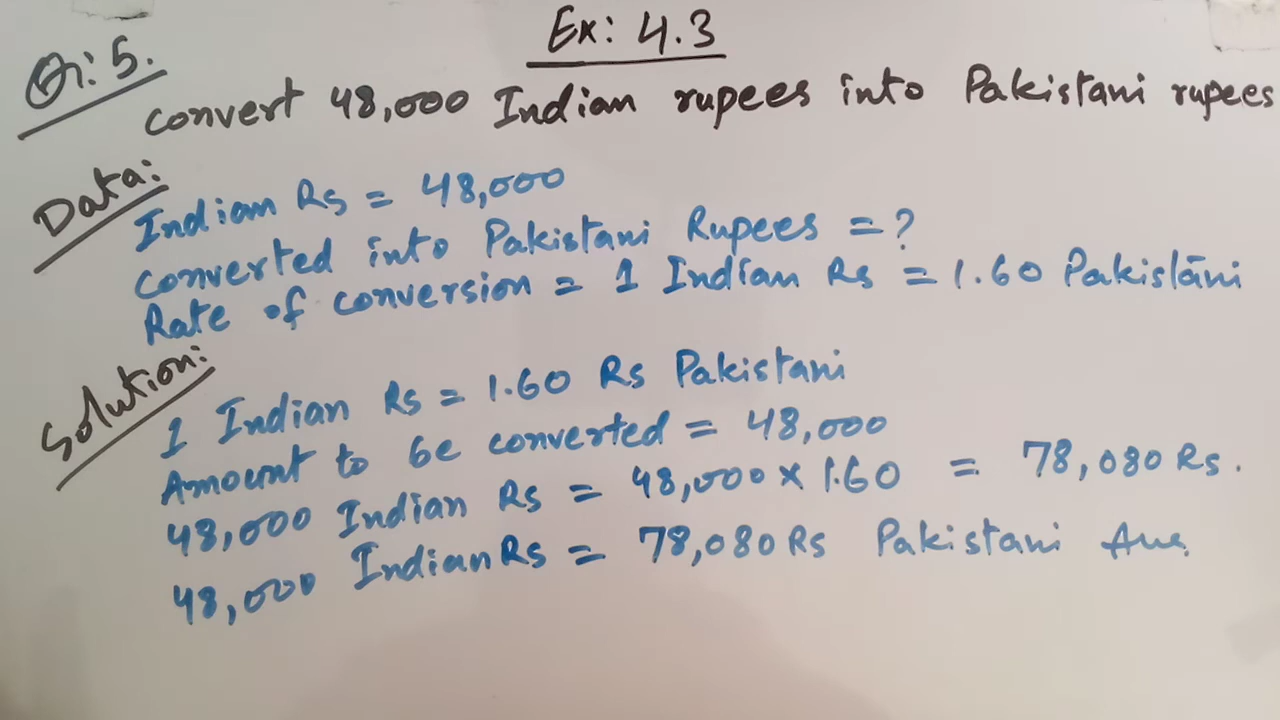 Ex: 4.3
Qn: 5.
Convert 48,000 Indian rupees into Pakistani rupees
Data:
Indian Rs = 48,000
Converted into Pakistani Rupees = ?
Rate of conversion = 1 Indian Rs = 1.60 Pakistani
Solution:
1 Indian Rs = 1.60 Rs Pakistani
Amount to be converted = 48,000
48,000 Indian Rs = 48,000 × 1.60 = 78,080 Rs.
48,000 Indian Rs = 78,080 Rs Pakistani Ans.